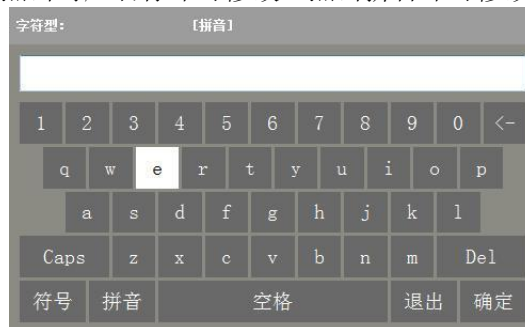 字符型: [拼音]
1 2 3 4 5 6 7 8 9 0 <-
q w e r t y u i o p
a s d f g h j k l
Caps z x c v b n m Del
符号 拼音 空格 退出 确定